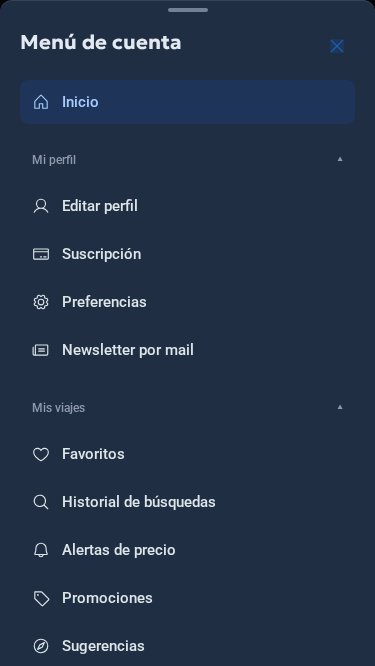 Menú de cuenta
Inicio
Mi perfil
Editar perfil
Suscripción
Preferencias
Newsletter por mail
Mis viajes
Favoritos
Historial de búsquedas
Alertas de precio
Promociones
Sugerencias